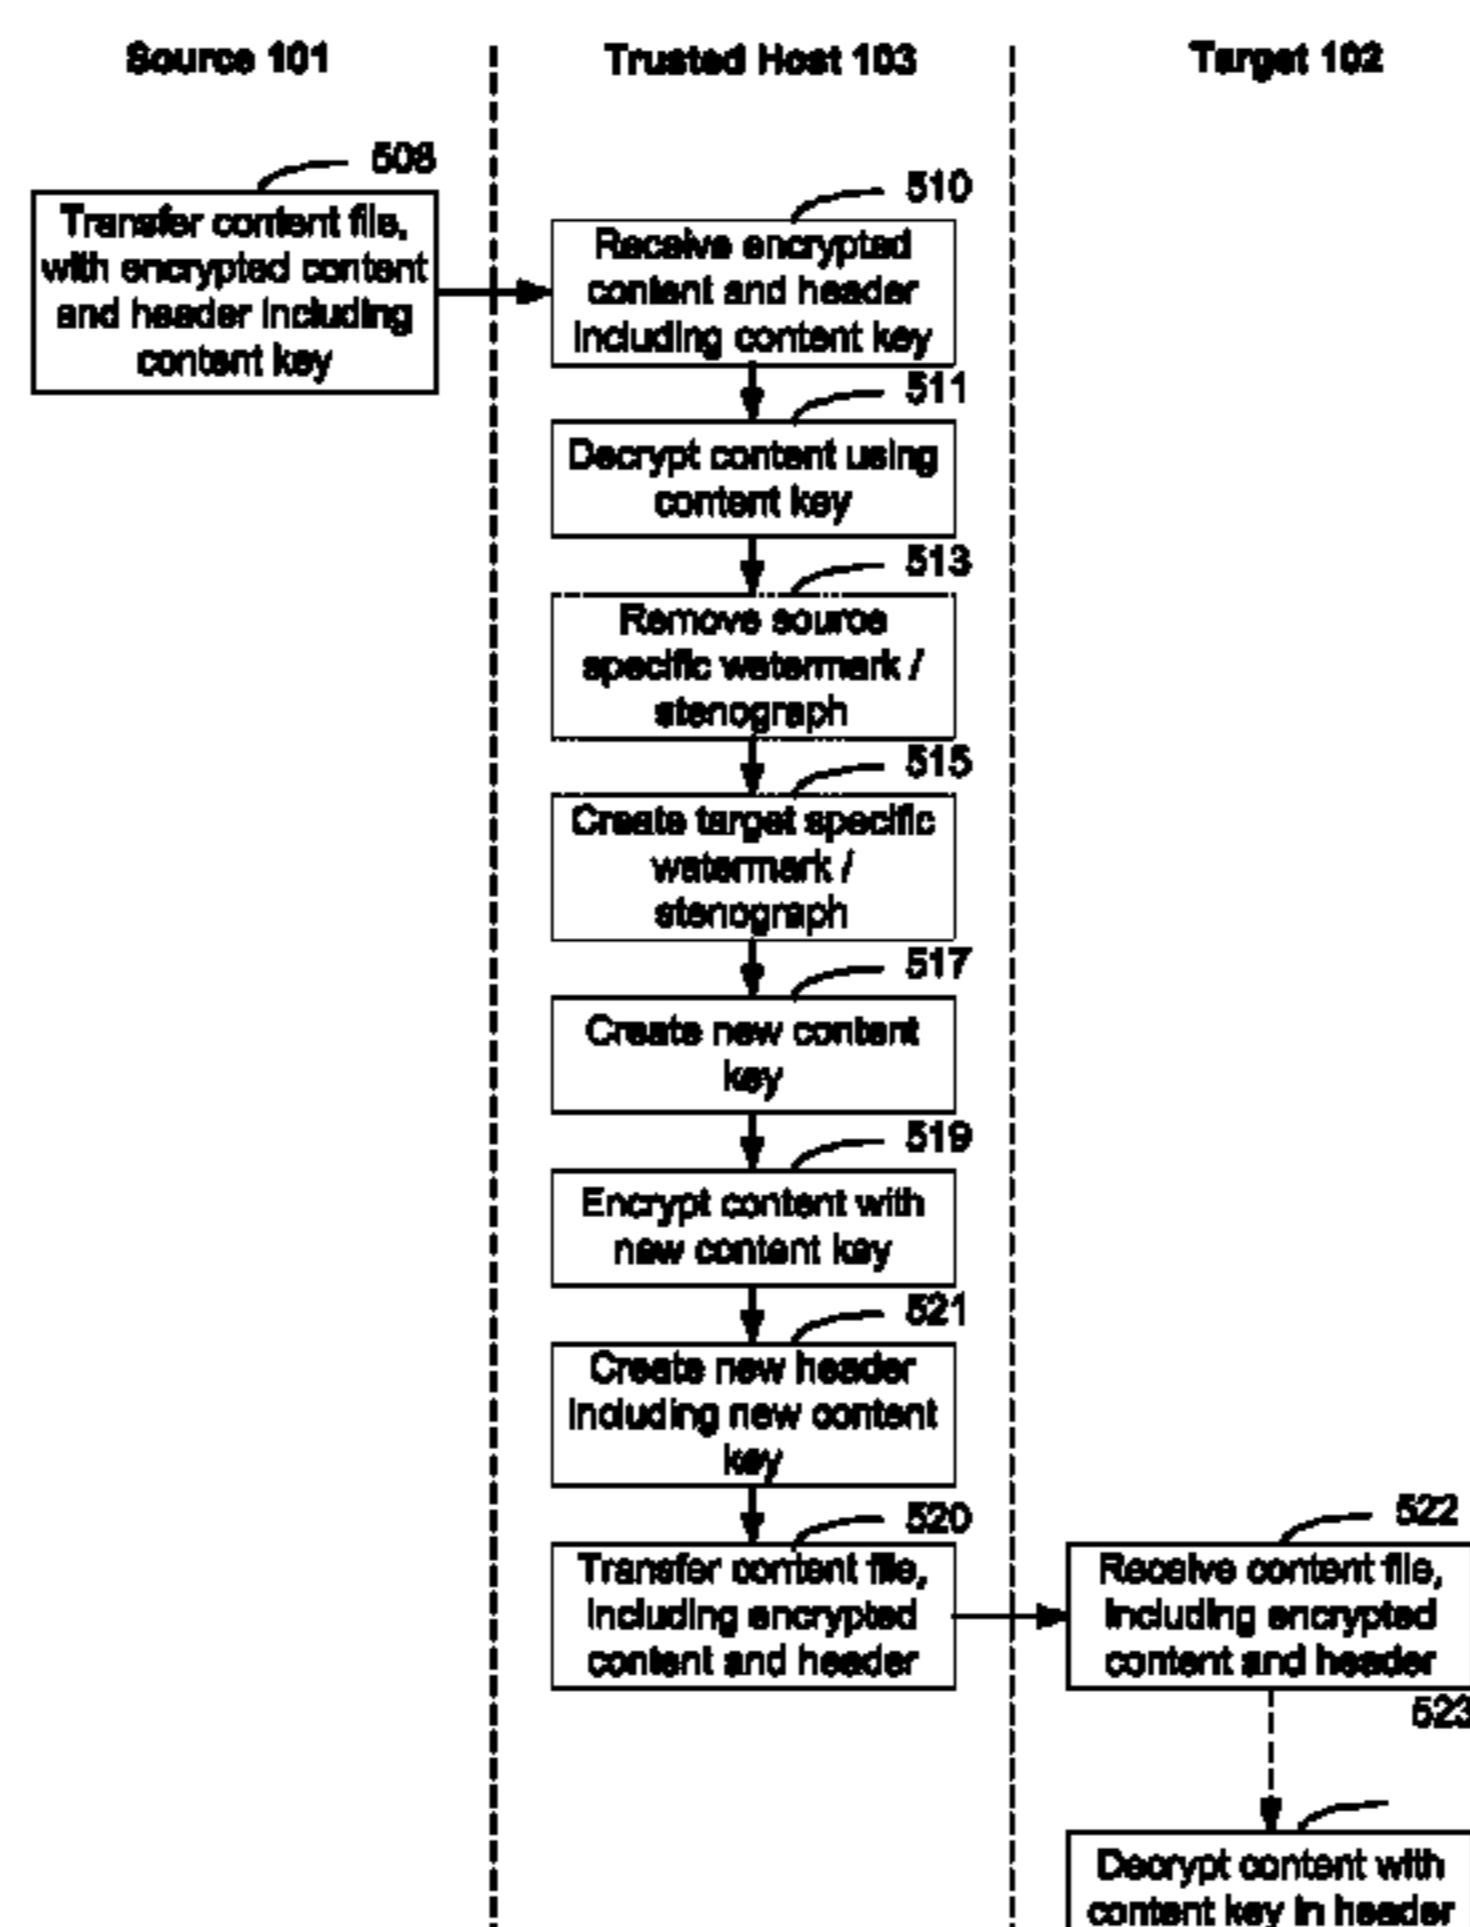 Source 101
Trusted Host 103
Target 102
508
Transfer content file,
with encrypted content
and header including
content key
510
Receive encrypted
content and header
including content key
511
Decrypt content using
content key
513
Remove source
specific watermark /
stenograph
515
Create target specific
watermark /
stenograph
517
Create new content
key
519
Encrypt content with
new content key
521
Create new header
including new content
key
520
Transfer content file,
including encrypted
content and header
522
Receive content file,
including encrypted
content and header
523
Decrypt content with
content key in header